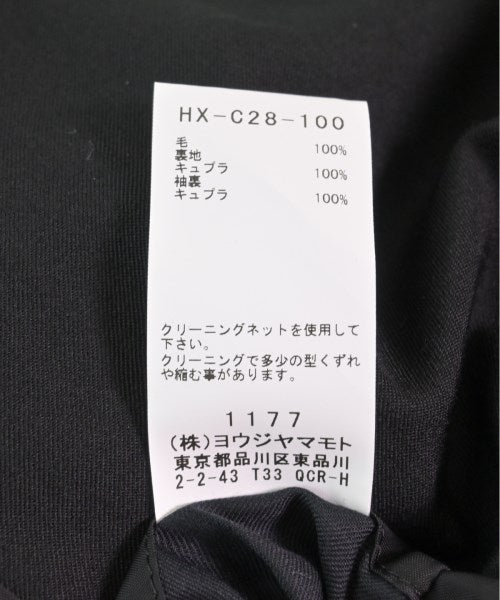 HX-C28-100
毛 100%
裏地
キュプラ 100%
袖裏
キュプラ 100%
クリーニングネットを使用して
下さい。
クリーニングで多少の型くずれ
や縮む事があります。
1177
(株)ヨウジヤマモト
東京都品川区東品川
2-2-43 T33 QCR-H